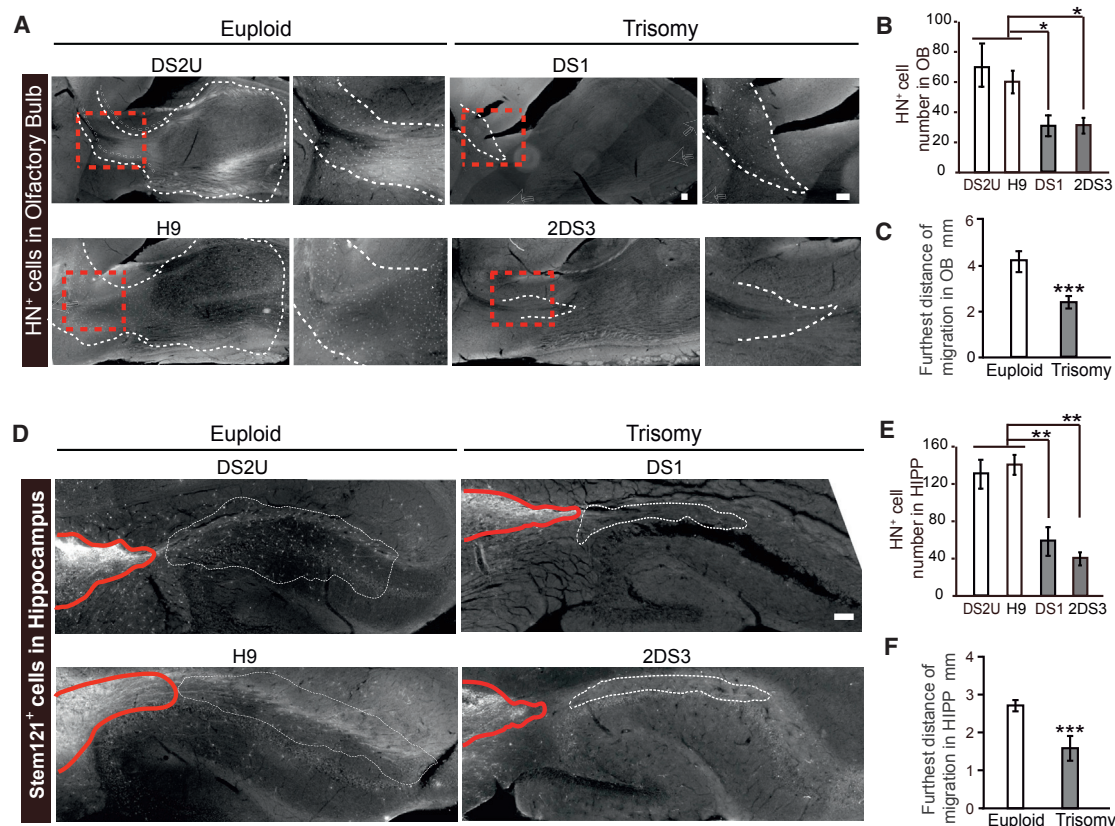 A
Euploid
Trisomy
DS2U
DS1
HN⁺ cells in Olfactory Bulb
H9
2DS3
B
HN⁺ cell
number in OB
100
80
60
40
20
0
*
*
DS2U H9 DS1 2DS3
C
Furthest distance of
migration in OB mm
6
4
2
0
***
Euploid Trisomy
D
Euploid
Trisomy
DS2U
DS1
Stem121⁺ cells in Hippocampus
H9
2DS3
E
HN⁺ cell
number in HIPP
160
120
80
40
0
**
**
DS2U H9 DS1 2DS3
F
Furthest distance of
migration in HIPP mm
4
3
2
1
0
***
Euploid Trisomy